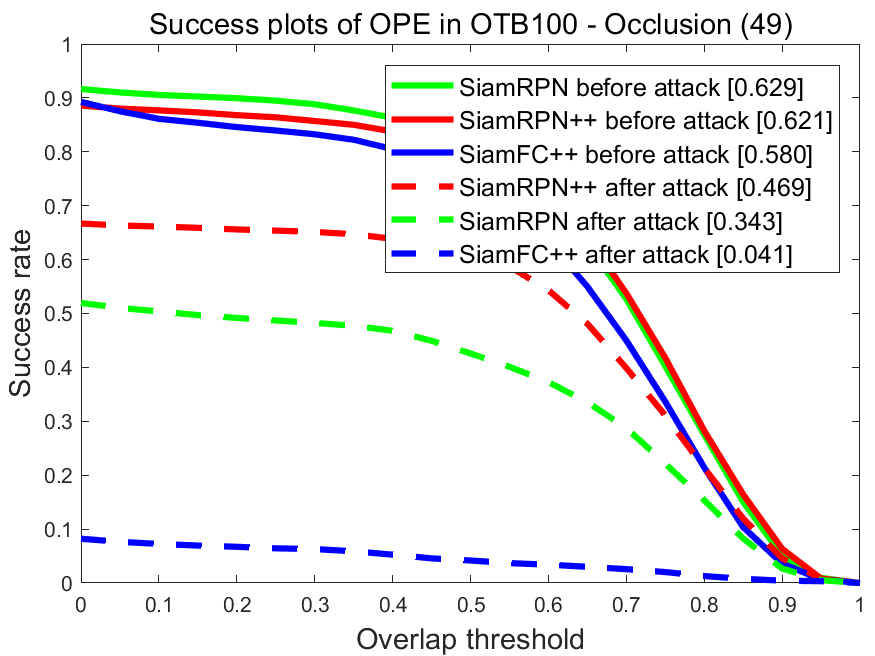 Success plots of OPE in OTB100 - Occlusion (49)
1
0.9
0.8
0.7
0.6
0.5
0.4
0.3
0.2
0.1
0
Success rate
SiamRPN before attack [0.629]
SiamRPN++ before attack [0.621]
SiamFC++ before attack [0.580]
SiamRPN++ after attack [0.469]
SiamRPN after attack [0.343]
SiamFC++ after attack [0.041]
0 0.1 0.2 0.3 0.4 0.5 0.6 0.7 0.8 0.9 1
Overlap threshold